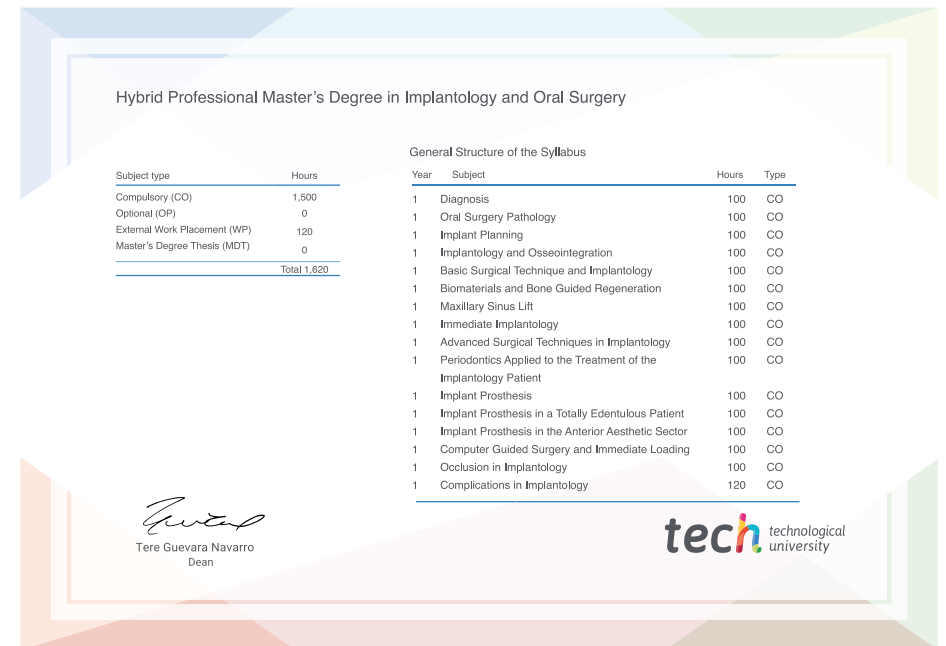 Hybrid Professional Master's Degree in Implantology and Oral Surgery
Subject type Hours
Compulsory (CO) 1,500
Optional (OP) 0
External Work Placement (WP) 120
Master's Degree Thesis (MDT) 0
Total 1,620
General Structure of the Syllabus
Year Subject Hours Type
1 Diagnosis 100 CO
1 Oral Surgery Pathology 100 CO
1 Implant Planning 100 CO
1 Implantology and Osseointegration 100 CO
1 Basic Surgical Technique and Implantology 100 CO
1 Biomaterials and Bone Guided Regeneration 100 CO
1 Maxillary Sinus Lift 100 CO
1 Immediate Implantology 100 CO
1 Advanced Surgical Techniques in Implantology 100 CO
1 Periodontics Applied to the Treatment of the 100 CO
Implantology Patient
1 Implant Prosthesis 100 CO
1 Implant Prosthesis in a Totally Edentulous Patient 100 CO
1 Implant Prosthesis in the Anterior Aesthetic Sector 100 CO
1 Computer Guided Surgery and Immediate Loading 100 CO
1 Occlusion in Implantology 100 CO
1 Complications in Implantology 120 CO
Tere Guevara Navarro
Dean
tech technological
university